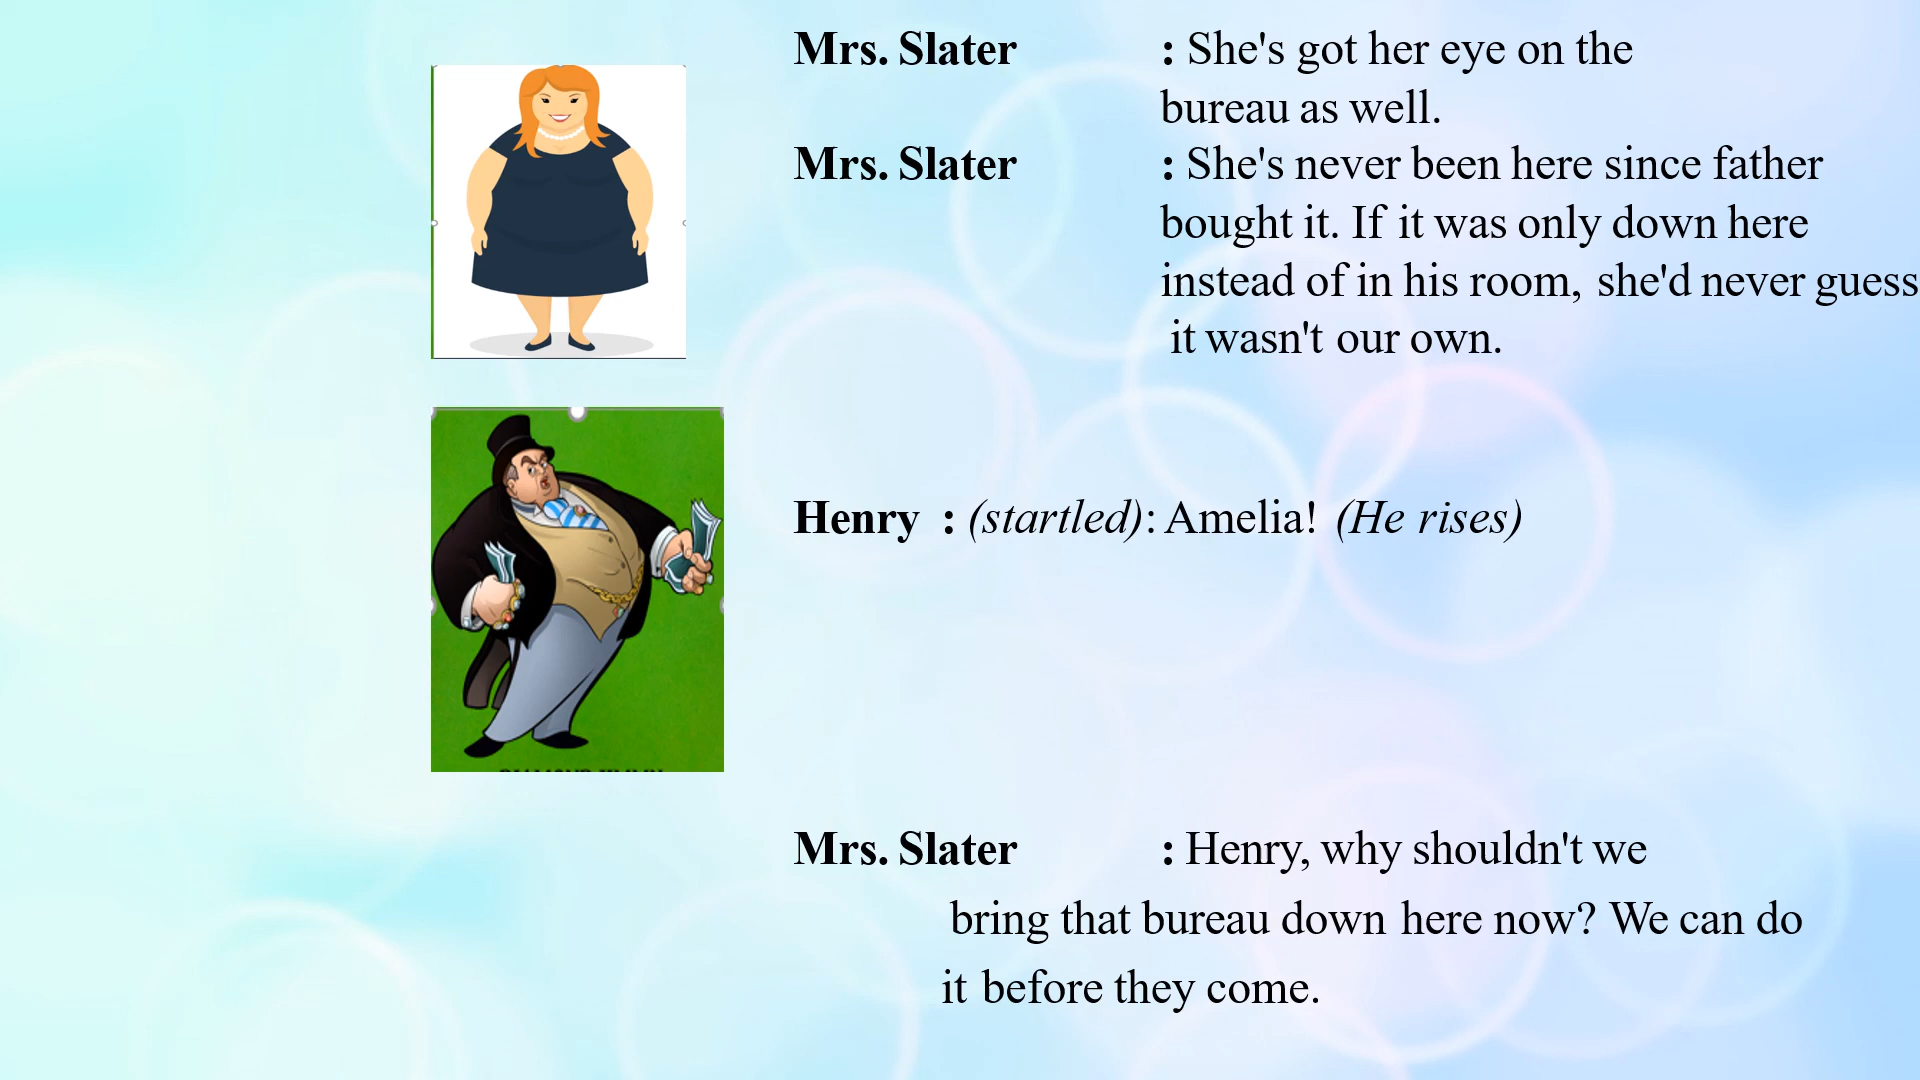 Mrs. Slater : She's got her eye on the
bureau as well.
Mrs. Slater : She's never been here since father
bought it. If it was only down here
instead of in his room, she'd never guess
it wasn't our own.
Henry : (startled): Amelia! (He rises)
Mrs. Slater : Henry, why shouldn't we
bring that bureau down here now? We can do
it before they come.